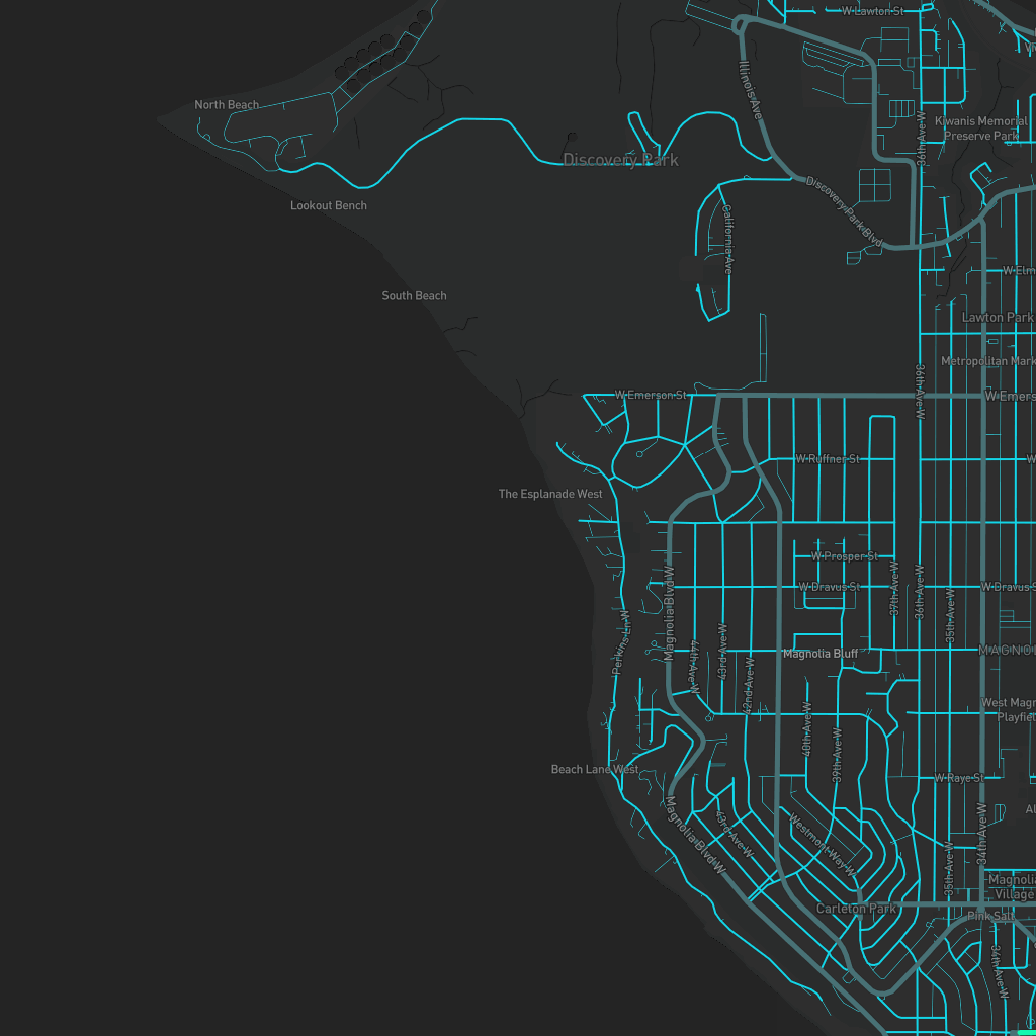 W Lawton St
Illinois Ave
North Beach
Kiwanis Memorial
Preserve Park
36th Ave W
Discovery Park
Discovery Park Blvd
Lookout Bench
California Ave
W Elm
South Beach
Lawton Park
Metropolitan Mark
36th Ave W
W Emerson St
W Emers
W Ruffner St
W
The Esplanade West
W Prosper St
W Dravus St
W Dravus S
37th Ave W
36th Ave W
35th Ave W
Magnolia Blvd W
Perkins Ln W
44th Ave W
43rd Ave W
42nd Ave W
Magnolia Bluff
MAGNO
West Magn
Playfiel
40th Ave W
39th Ave W
Beach Lane West
W Raye St
Al
Magnolia Blvd W
43rd Ave W
Westmont Way W
34th Ave W
35th Ave W
Magnolia
Village
Carleton Park
Pink Salt
34th Ave W